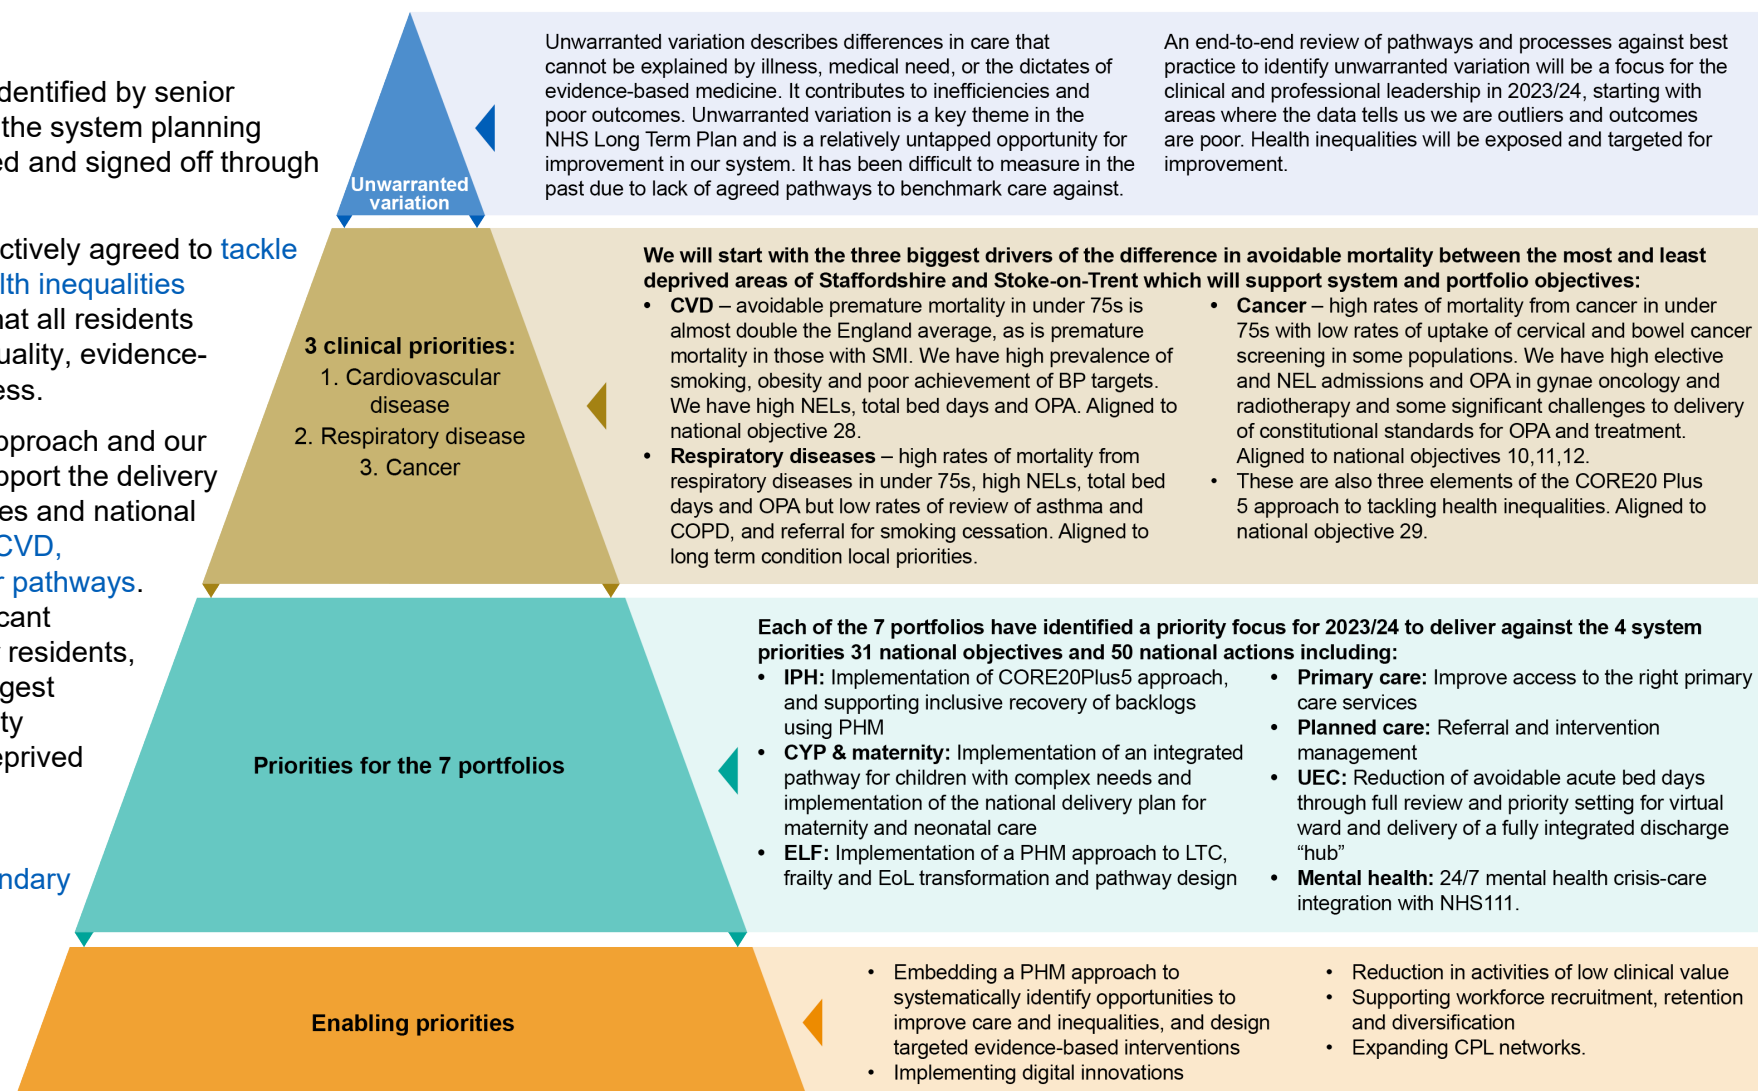 dentified by senior
the system planning
ed and signed off through
ctively agreed to tackle
lth inequalities
hat all residents
uality, evidence-
ess.
pproach and our
pport the delivery
es and national
CVD,
r pathways.
cant
residents,
gest
ty
eprived
ndary
Unwarranted
variation
Unwarranted variation describes differences in care that
cannot be explained by illness, medical need, or the dictates of
evidence-based medicine. It contributes to inefficiencies and
poor outcomes. Unwarranted variation is a key theme in the
NHS Long Term Plan and is a relatively untapped opportunity for
improvement in our system. It has been difficult to measure in the
past due to lack of agreed pathways to benchmark care against.
An end-to-end review of pathways and processes against best
practice to identify unwarranted variation will be a focus for the
clinical and professional leadership in 2023/24, starting with
areas where the data tells us we are outliers and outcomes
are poor. Health inequalities will be exposed and targeted for
improvement.
3 clinical priorities:
1. Cardiovascular
disease
2. Respiratory disease
3. Cancer
We will start with the three biggest drivers of the difference in avoidable mortality between the most and least
deprived areas of Staffordshire and Stoke-on-Trent which will support system and portfolio objectives:
• CVD – avoidable premature mortality in under 75s is
almost double the England average, as is premature
mortality in those with SMI. We have high prevalence of
smoking, obesity and poor achievement of BP targets.
We have high NELs, total bed days and OPA. Aligned to
national objective 28.
• Respiratory diseases – high rates of mortality from
respiratory diseases in under 75s, high NELs, total bed
days and OPA but low rates of review of asthma and
COPD, and referral for smoking cessation. Aligned to
long term condition local priorities.
• Cancer – high rates of mortality from cancer in under
75s with low rates of uptake of cervical and bowel cancer
screening in some populations. We have high elective
and NEL admissions and OPA in gynae oncology and
radiotherapy and some significant challenges to delivery
of constitutional standards for OPA and treatment.
Aligned to national objectives 10,11,12.
• These are also three elements of the CORE20 Plus
5 approach to tackling health inequalities. Aligned to
national objective 29.
Priorities for the 7 portfolios
Each of the 7 portfolios have identified a priority focus for 2023/24 to deliver against the 4 system
priorities 31 national objectives and 50 national actions including:
• IPH: Implementation of CORE20Plus5 approach,
and supporting inclusive recovery of backlogs
using PHM
• CYP & maternity: Implementation of an integrated
pathway for children with complex needs and
implementation of the national delivery plan for
maternity and neonatal care
• ELF: Implementation of a PHM approach to LTC,
frailty and EoL transformation and pathway design
• Primary care: Improve access to the right primary
care services
• Planned care: Referral and intervention
management
• UEC: Reduction of avoidable acute bed days
through full review and priority setting for virtual
ward and delivery of a fully integrated discharge
“hub”
• Mental health: 24/7 mental health crisis-care
integration with NHS111.
Enabling priorities
• Embedding a PHM approach to
systematically identify opportunities to
improve care and inequalities, and design
targeted evidence-based interventions
• Implementing digital innovations
• Reduction in activities of low clinical value
• Supporting workforce recruitment, retention
and diversification
• Expanding CPL networks.